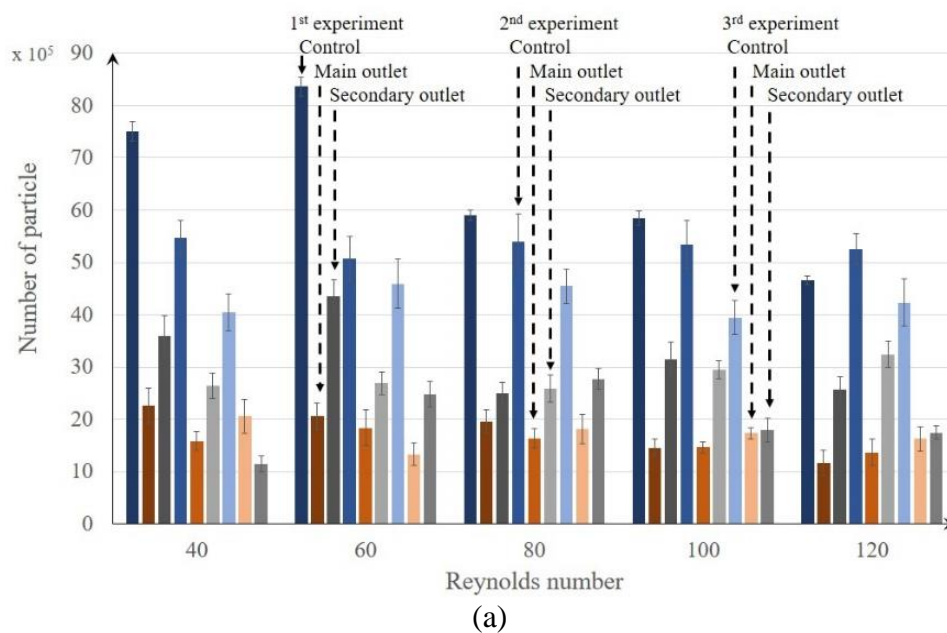 1st experiment
Control
Main outlet
Secondary outlet
2nd experiment
Control
Main outlet
Secondary outlet
3rd experiment
Control
Main outlet
Secondary outlet
x 10⁵
90
80
70
60
50
40
30
20
10
0
Number of particle
40 60 80 100 120
Reynolds number
(a)